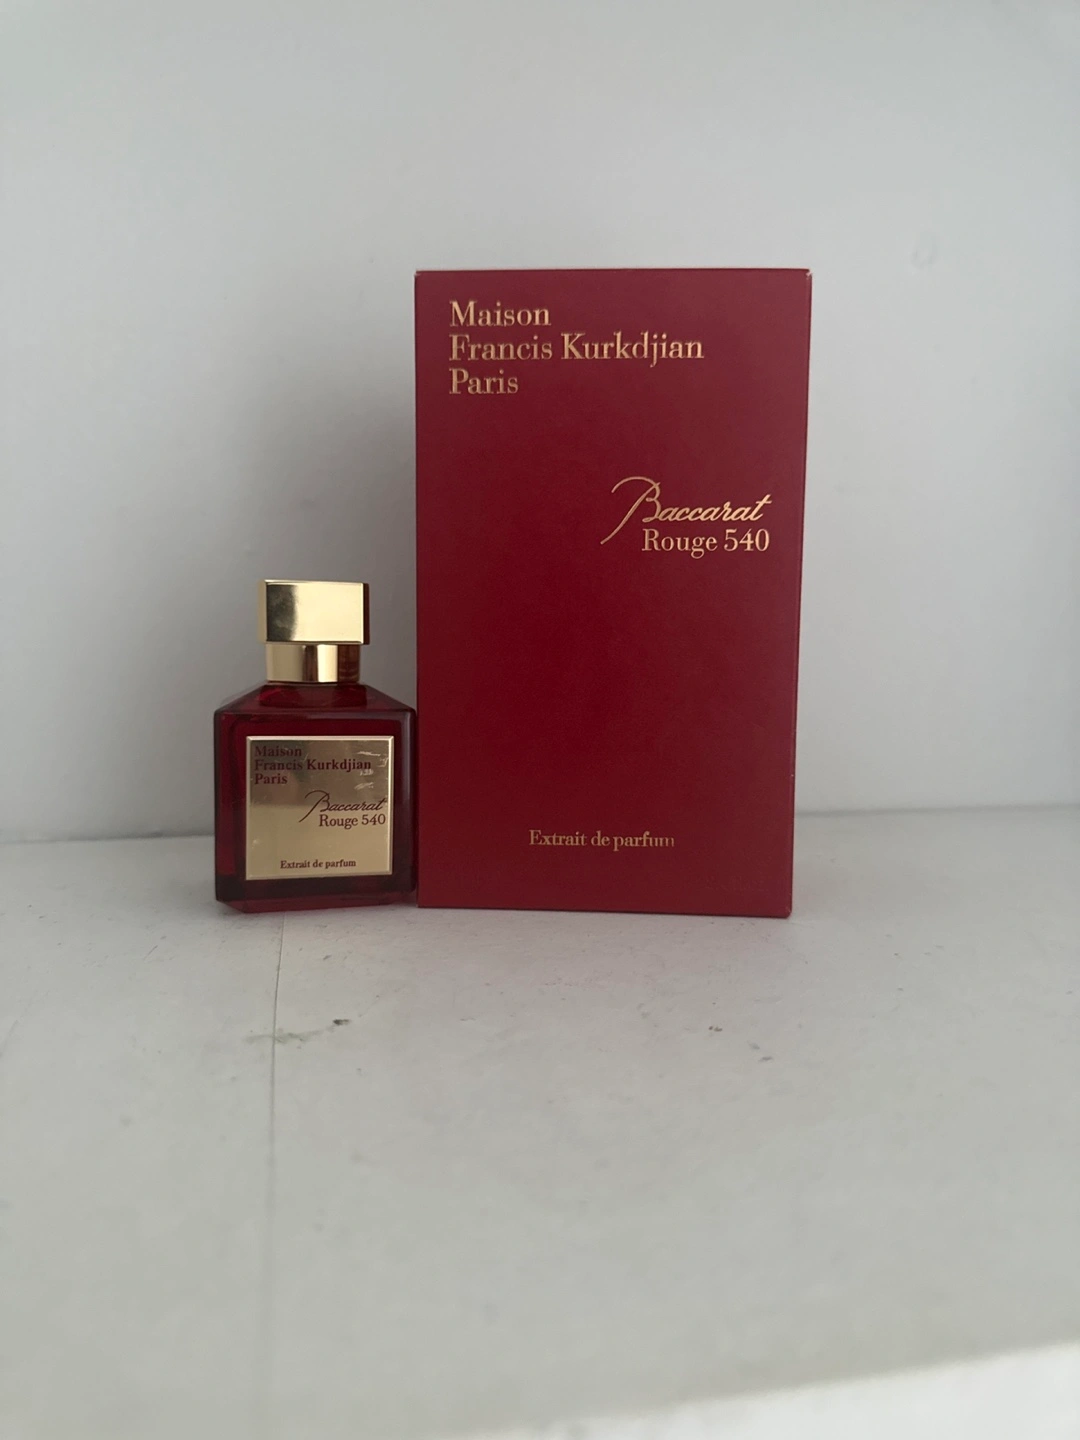 Maison
Francis Kurkdjian
Paris
Baccarat
Rouge 540
Extrait de parfum
Maison
Francis Kurkdjian
Paris
Baccarat
Rouge 540
Extrait de parfum